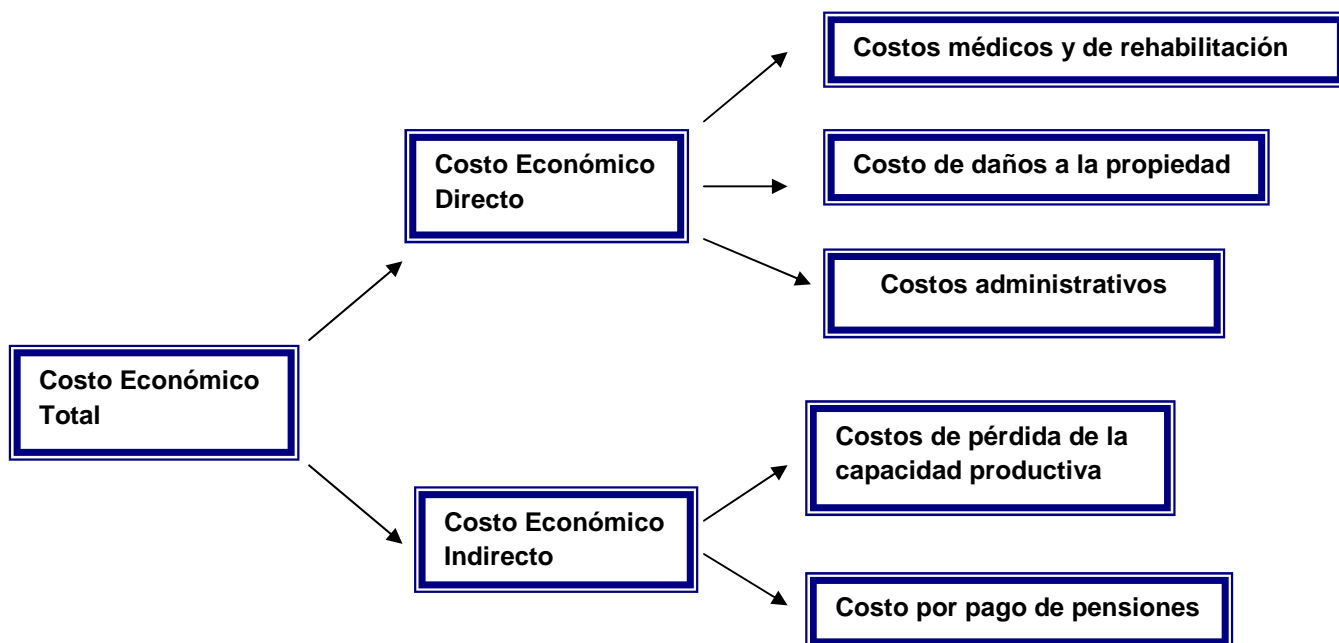 Costos médicos y de rehabilitación
Costo Económico
Directo
Costo de daños a la propiedad
Costos administrativos
Costo Económico
Total
Costos de pérdida de la
capacidad productiva
Costo Económico
Indirecto
Costo por pago de pensiones